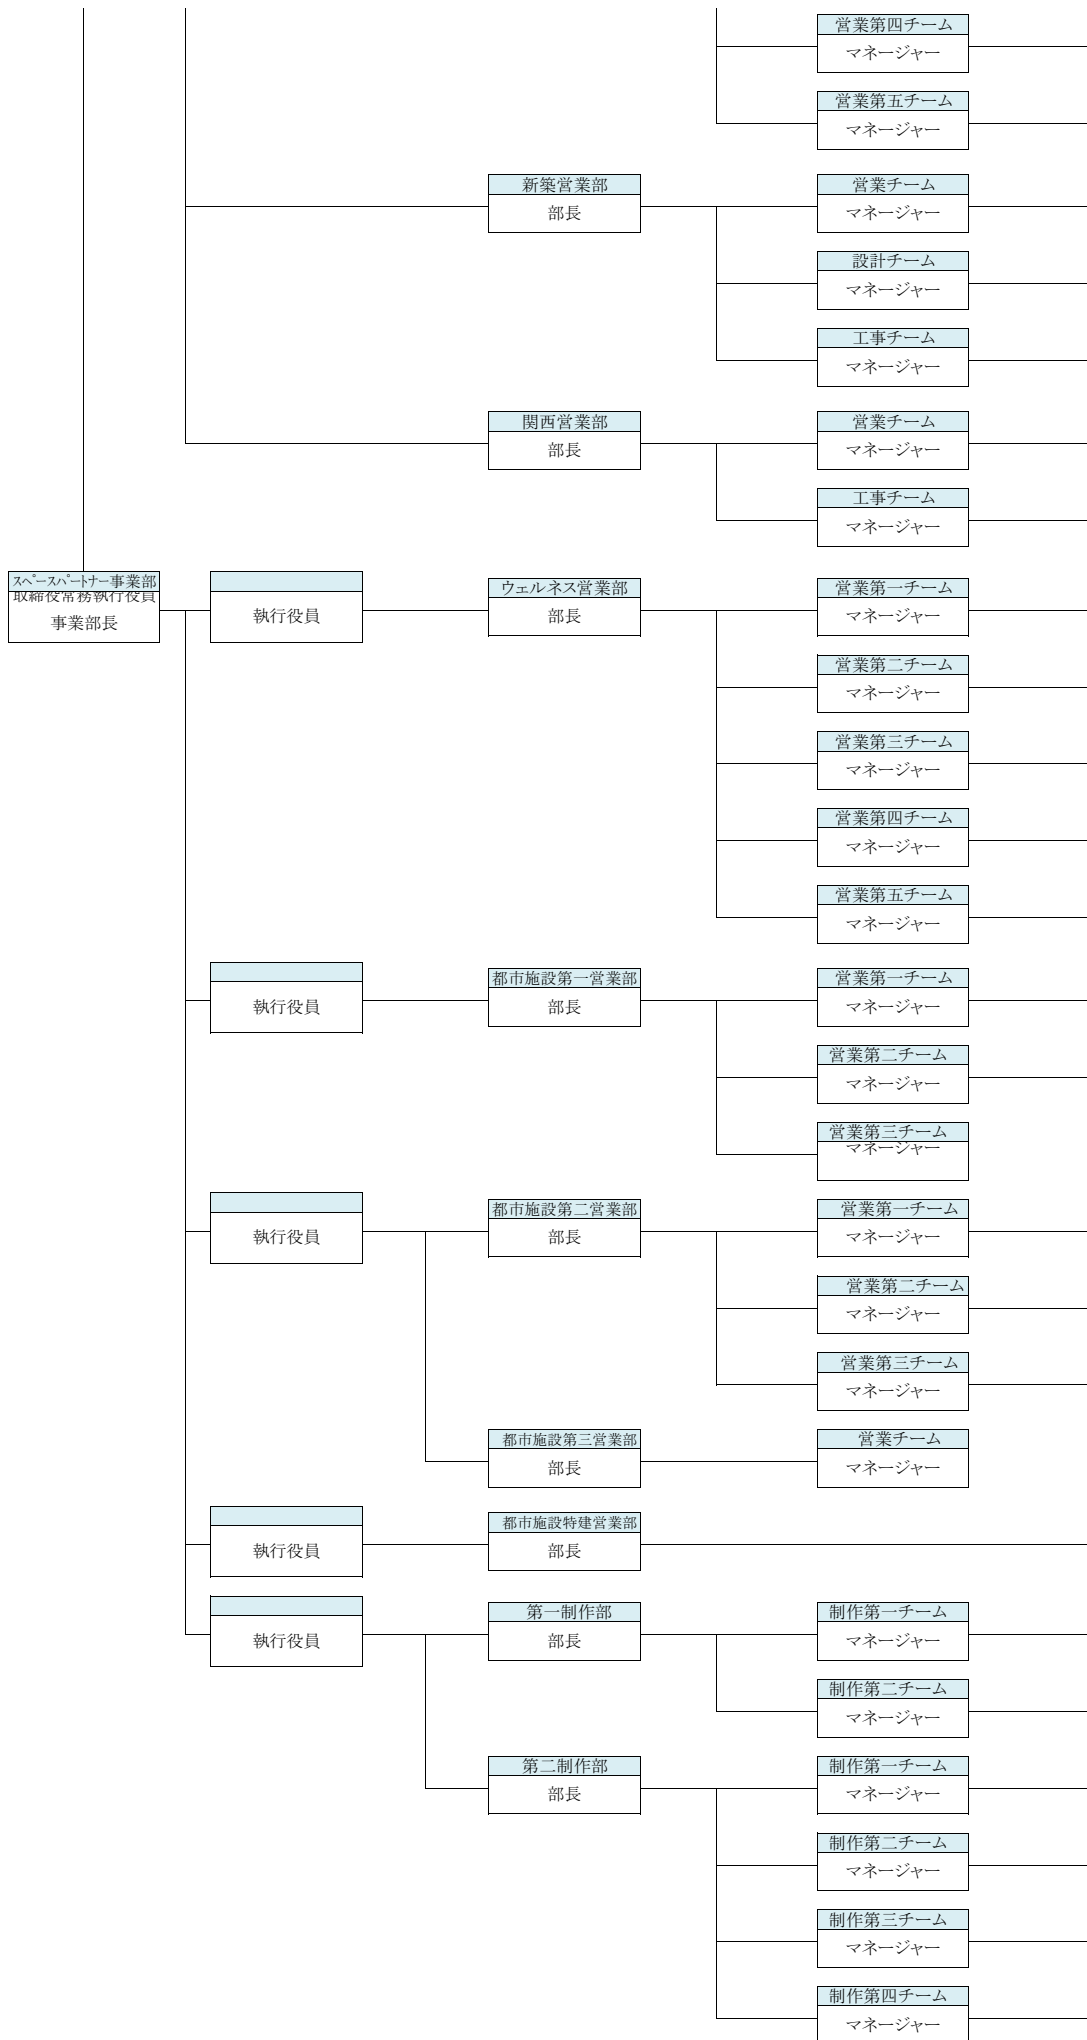 営業第四チーム
マネージャー
営業第五チーム
マネージャー
新築営業部
部長
営業チーム
マネージャー
設計チーム
マネージャー
工事チーム
マネージャー
関西営業部
部長
営業チーム
マネージャー
工事チーム
マネージャー
スペースパートナー事業部
取締役常務執行役員
事業部長
執行役員
ウェルネス営業部
部長
営業第一チーム
マネージャー
営業第二チーム
マネージャー
営業第三チーム
マネージャー
営業第四チーム
マネージャー
営業第五チーム
マネージャー
執行役員
都市施設第一営業部
部長
営業第一チーム
マネージャー
営業第二チーム
マネージャー
営業第三チーム
マネージャー
執行役員
都市施設第二営業部
部長
営業第一チーム
マネージャー
営業第二チーム
マネージャー
営業第三チーム
マネージャー
都市施設第三営業部
部長
営業チーム
マネージャー
執行役員
都市施設特建営業部
部長
執行役員
第一制作部
部長
制作第一チーム
マネージャー
制作第二チーム
マネージャー
第二制作部
部長
制作第一チーム
マネージャー
制作第二チーム
マネージャー
制作第三チーム
マネージャー
制作第四チーム
マネージャー